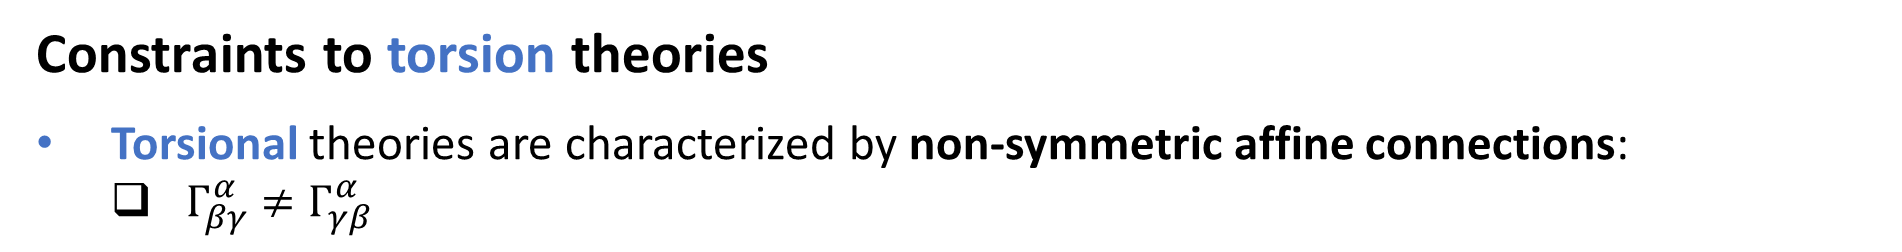 Constraints to torsion theories
• Torsional theories are characterized by non-symmetric affine connections:
❑ Γ^α_βγ ≠ Γ^α_γβ